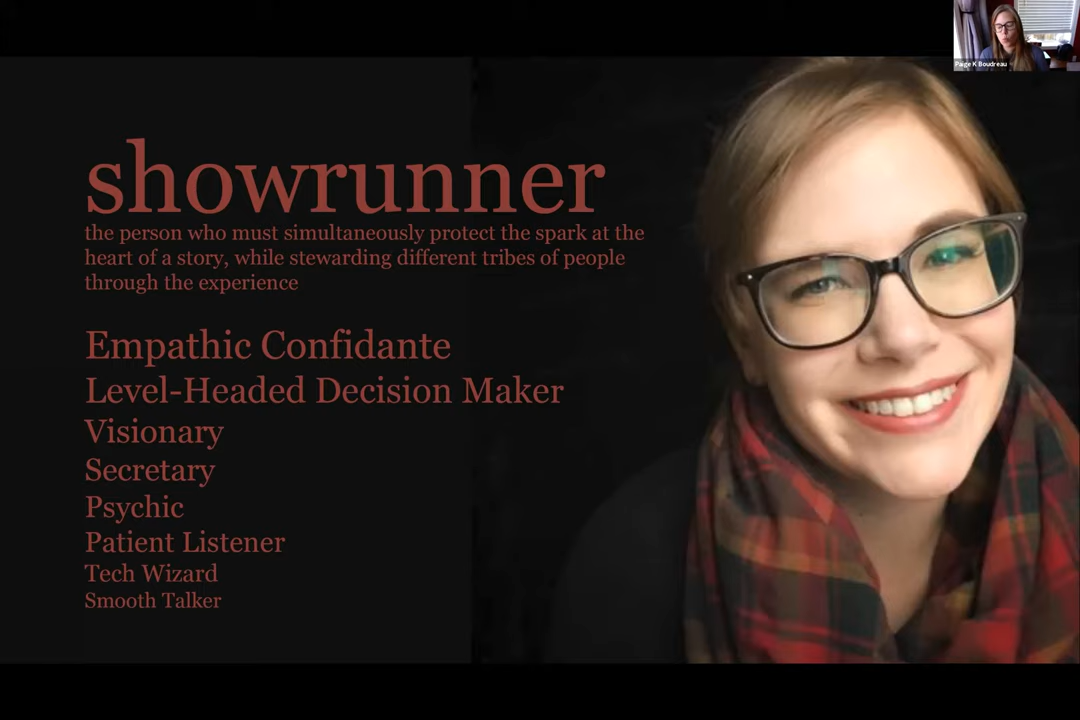 Paige K Boudreau
showrunner
the person who must simultaneously protect the spark at the
heart of a story, while stewarding different tribes of people
through the experience
Empathic Confidante
Level-Headed Decision Maker
Visionary
Secretary
Psychic
Patient Listener
Tech Wizard
Smooth Talker